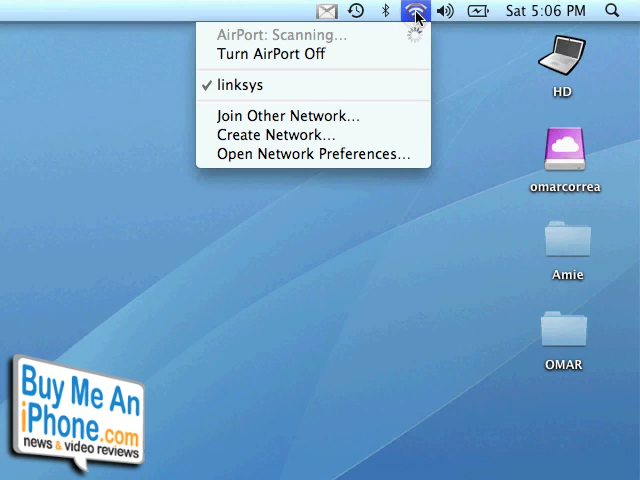 Sat 5:06 PM
AirPort: Scanning...
Turn AirPort Off
✓ linksys
Join Other Network...
Create Network...
Open Network Preferences...
HD
omarcorrea
Amie
OMAR
Buy Me An
iPhone.com
news & video reviews